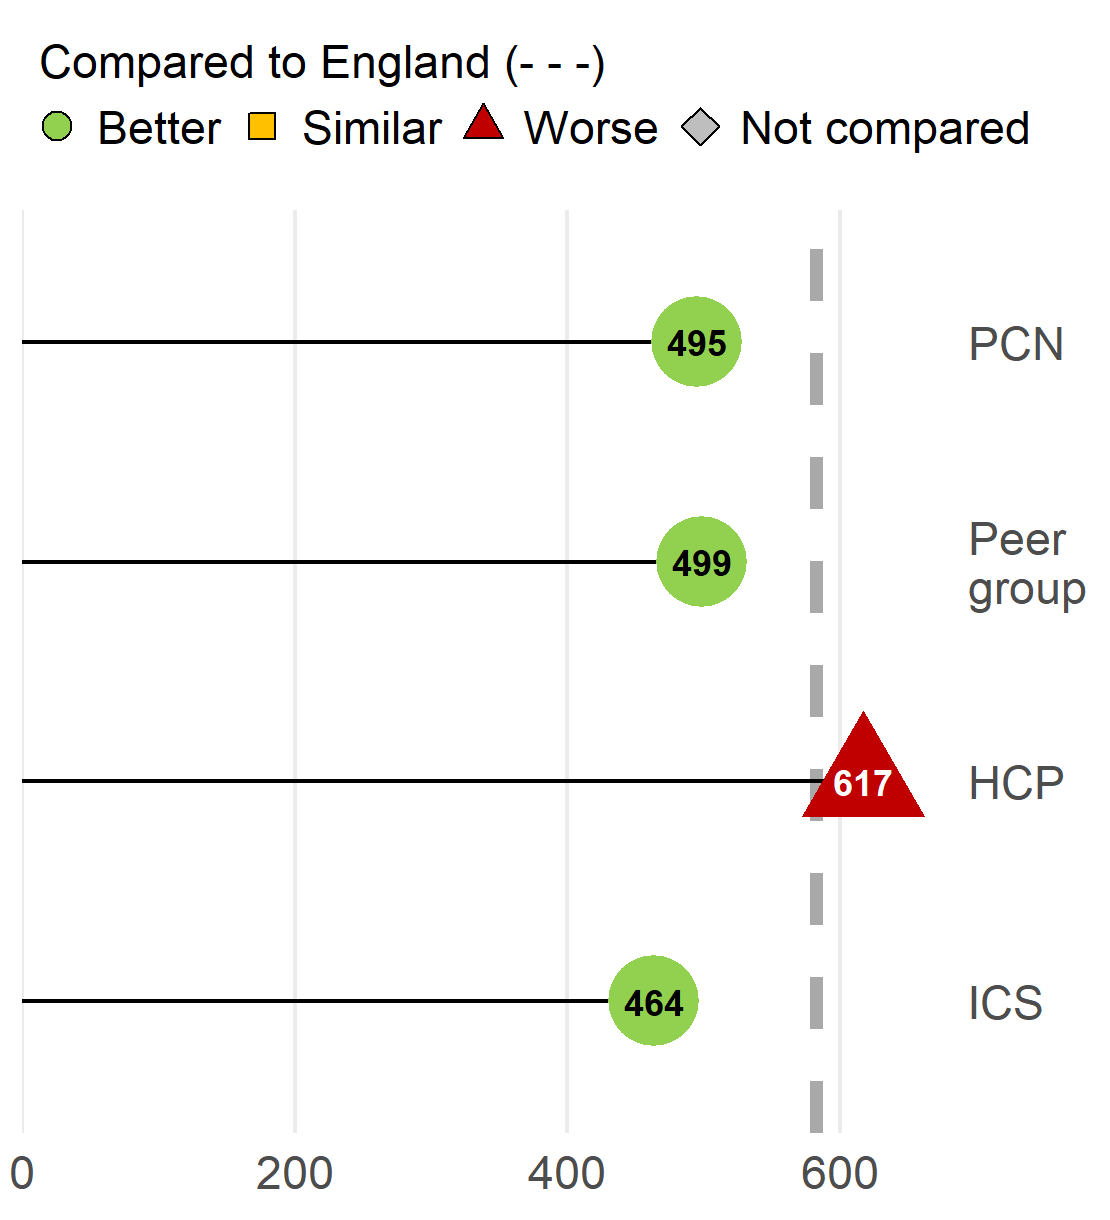 Compared to England (- - -)
Better Similar Worse Not compared
495 PCN
499 Peer
group
617 HCP
464 ICS
0 200 400 600